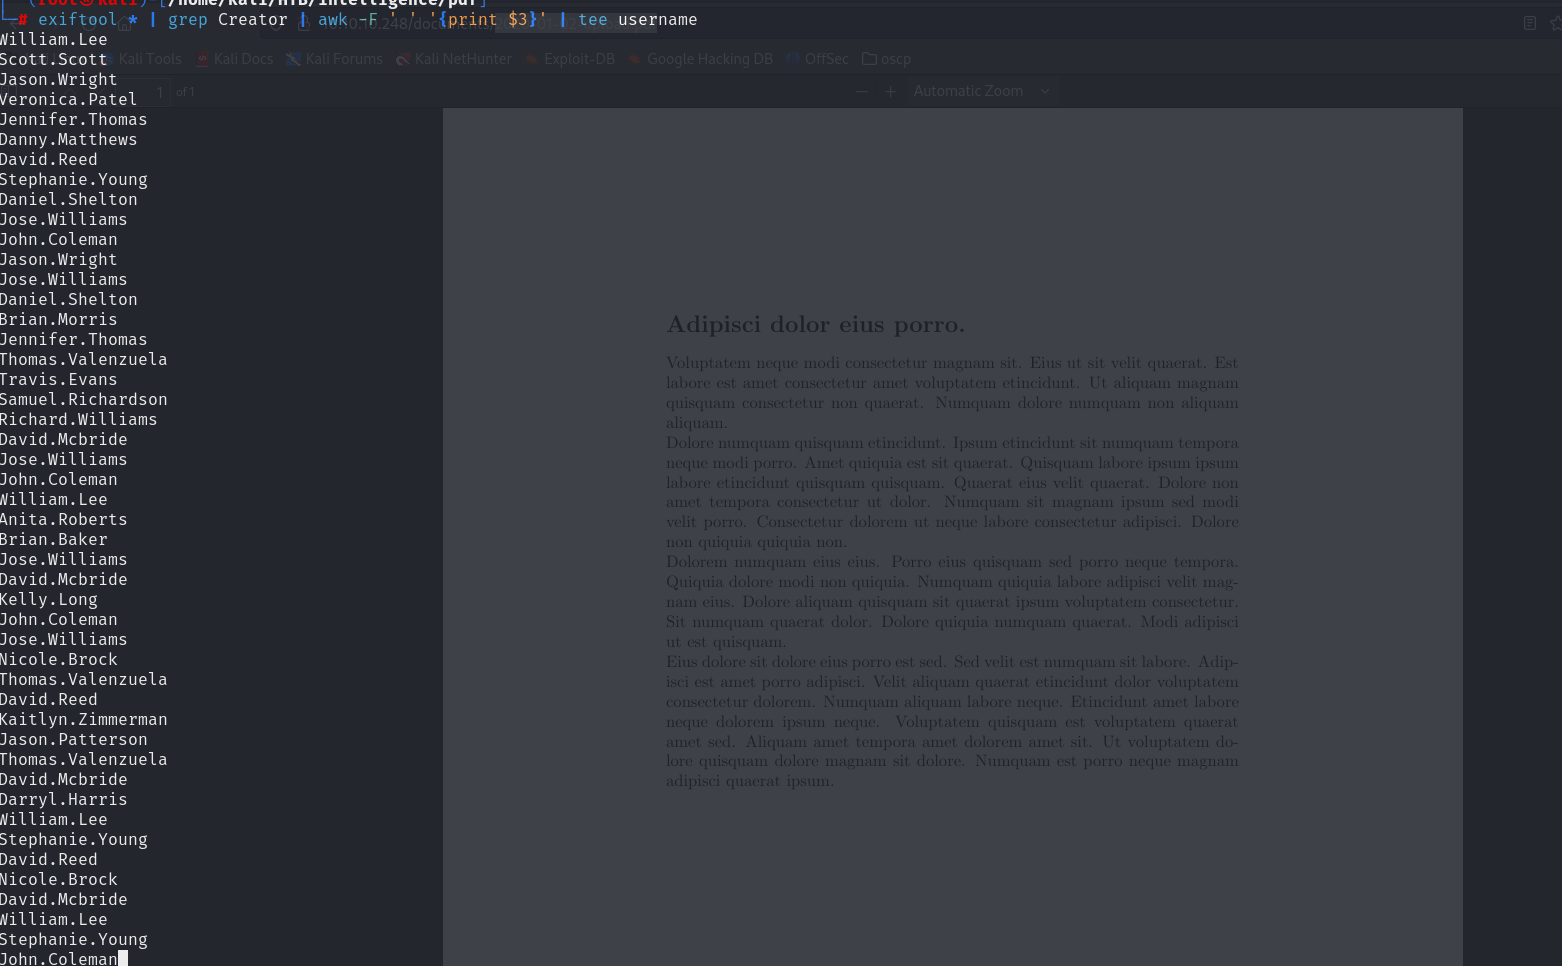 (root㉿kali)-[/home/kali/HTB/Intelligence/pdf]
# exiftool * | grep Creator | awk -F ' ' '{print $3}' | tee username
William.Lee
Scott.Scott
Jason.Wright
Veronica.Patel
Jennifer.Thomas
Danny.Matthews
David.Reed
Stephanie.Young
Daniel.Shelton
Jose.Williams
John.Coleman
Jason.Wright
Jose.Williams
Daniel.Shelton
Brian.Morris
Jennifer.Thomas
Thomas.Valenzuela
Travis.Evans
Samuel.Richardson
Richard.Williams
David.Mcbride
Jose.Williams
John.Coleman
William.Lee
Anita.Roberts
Brian.Baker
Jose.Williams
David.Mcbride
Kelly.Long
John.Coleman
Jose.Williams
Nicole.Brock
Thomas.Valenzuela
David.Reed
Kaitlyn.Zimmerman
Jason.Patterson
Thomas.Valenzuela
David.Mcbride
Darryl.Harris
William.Lee
Stephanie.Young
David.Reed
Nicole.Brock
David.Mcbride
William.Lee
Stephanie.Young
John.Coleman
Kali Tools Kali Docs Kali Forums Kali NetHunter Exploit-DB Google Hacking DB OffSec oscp
1 of 1 Automatic Zoom
Adipisci dolor eius porro.
Voluptatem neque modi consectetur magnam sit. Eius ut sit velit quaerat. Est
labore est amet consectetur amet voluptatem etincidunt. Ut aliquam magnam
quisquam consectetur non quaerat. Numquam dolore numquam non aliquam
aliquam.
Dolore numquam quisquam etincidunt. Ipsum etincidunt sit numquam tempora
neque modi porro. Amet quiquia est sit quaerat. Quisquam labore ipsum ipsum
labore etincidunt quisquam quisquam. Quaerat eius velit quaerat. Dolore non
amet tempora consectetur ut dolor. Numquam sit magnam ipsum sed modi
velit porro. Consectetur dolorem ut neque labore consectetur adipisci. Dolore
non quiquia quiquia non.
Dolorem numquam eius eius. Porro eius quisquam sed porro neque tempora.
Quiquia dolore modi non quiquia. Numquam quiquia labore adipisci velit mag-
nam eius. Dolore aliquam quisquam sit quaerat ipsum voluptatem consectetur.
Sit numquam quaerat dolor. Dolore quiquia numquam quaerat. Modi adipisci
ut est quisquam.
Eius dolore sit dolore eius porro est sed. Sed velit est numquam sit labore. Adip-
isci est amet porro adipisci. Velit aliquam quaerat etincidunt dolor voluptatem
consectetur dolorem. Numquam aliquam labore neque. Etincidunt amet labore
neque dolorem ipsum neque. Voluptatem quisquam est voluptatem quaerat
amet sed. Aliquam amet tempora amet dolorem amet sit. Ut voluptatem do-
lore quisquam dolore magnam sit dolore. Numquam est porro neque magnam
adipisci quaerat ipsum.